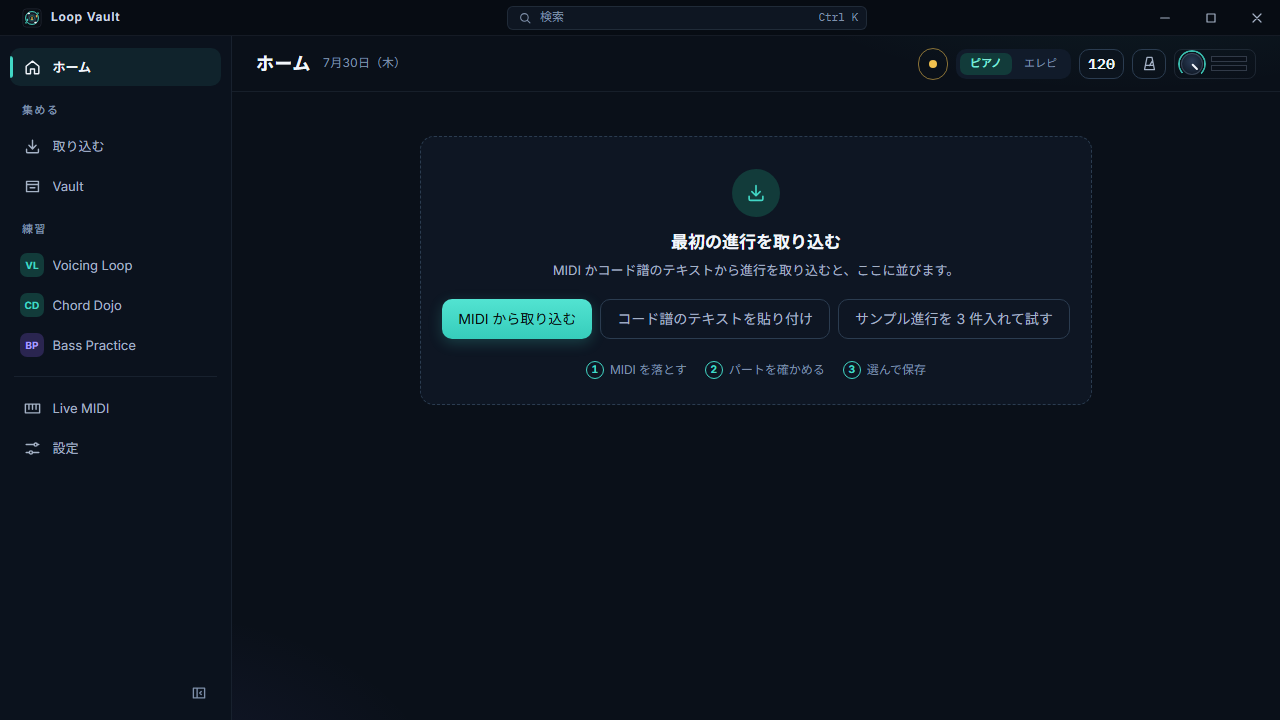 Loop Vault
検索
Ctrl K
ホーム
集める
取り込む
Vault
練習
VL Voicing Loop
CD Chord Dojo
BP Bass Practice
Live MIDI
設定
ホーム 7月30日（木）
ピアノ エレピ 120
最初の進行を取り込む
MIDI かコード譜のテキストから進行を取り込むと、ここに並びます。
MIDI から取り込む コード譜のテキストを貼り付け サンプル進行を 3 件入れて試す
1 MIDI を落とす 2 パートを確かめる 3 選んで保存